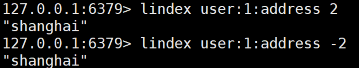 127.0.0.1:6379> lindex user:1:address 2
"shanghai"
127.0.0.1:6379> lindex user:1:address -2
"shanghai"